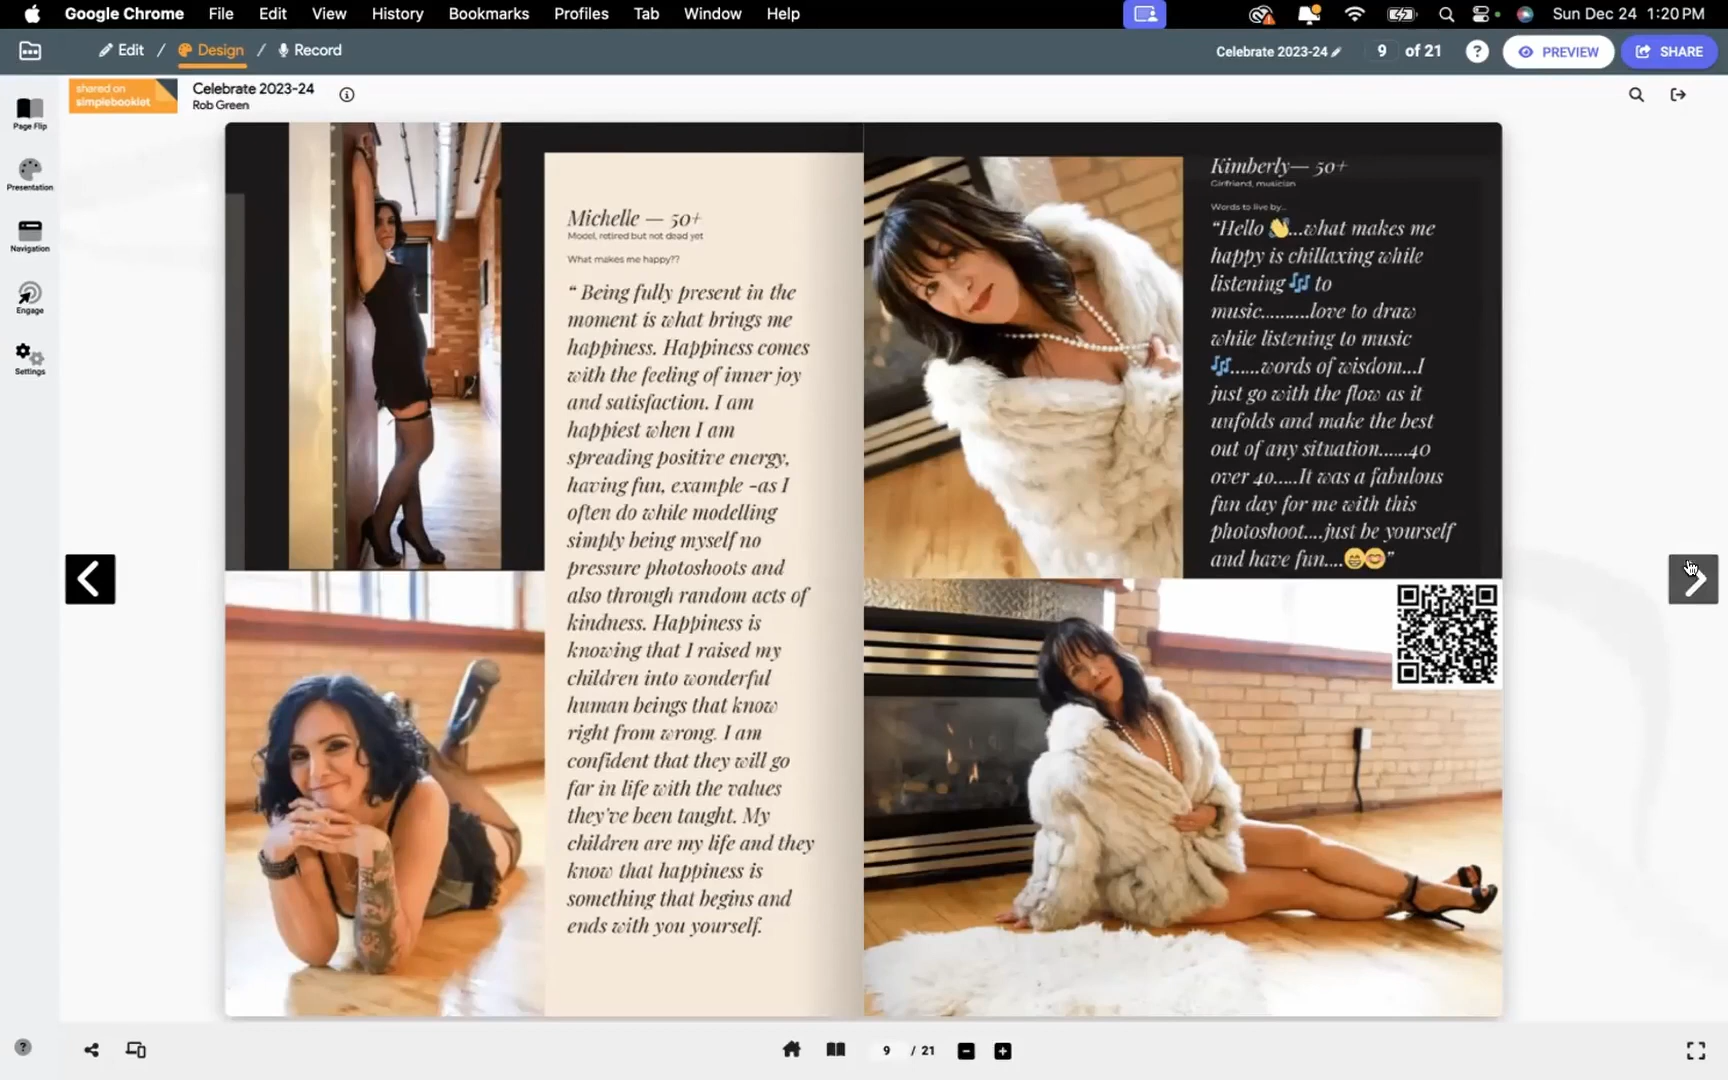 Google Chrome File Edit View History Bookmarks Profiles Tab Window Help Sun Dec 24 1:20 PM
Edit / Design / Record Celebrate 2023-24 9 of 21 ? PREVIEW SHARE
shared on
simplebooklet
Celebrate 2023-24
Rob Green
Page Flip
Presentation
Navigation
Engage
Settings
Michelle — 50+
Model, retired but not dead yet
What makes me happy??
“ Being fully present in the
moment is what brings me
happiness. Happiness comes
with the feeling of inner joy
and satisfaction. I am
happiest when I am
spreading positive energy,
having fun, example -as I
often do while modelling
simply being myself no
pressure photoshoots and
also through random acts of
kindness. Happiness is
knowing that I raised my
children into wonderful
human beings that know
right from wrong. I am
confident that they will go
far in life with the values
they've been taught. My
children are my life and they
know that happiness is
something that begins and
ends with you yourself.
Kimberly— 50+
Girlfriend, musician
Words to live by...
“Hello 👋...what makes me
happy is chillaxing while
listening 🎶 to
music..........love to draw
while listening to music
🎶......words of wisdom...I
just go with the flow as it
unfolds and make the best
out of any situation......40
over 40.....It was a fabulous
fun day for me with this
photoshoot....just be yourself
and have fun....😁😊”
? 9 / 21